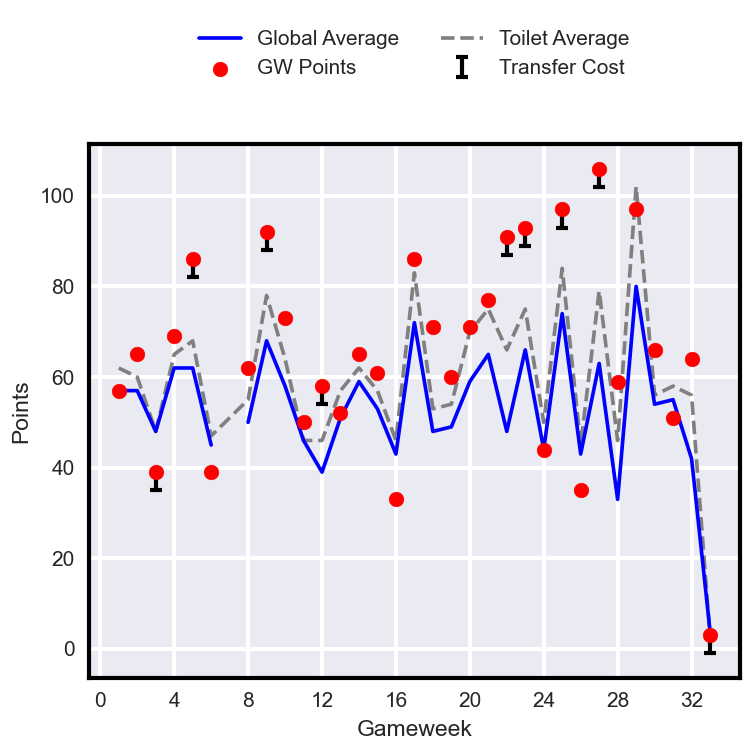 Global Average
Toilet Average
GW Points
Transfer Cost
Points
100
80
60
40
20
0
0 4 8 12 16 20 24 28 32
Gameweek